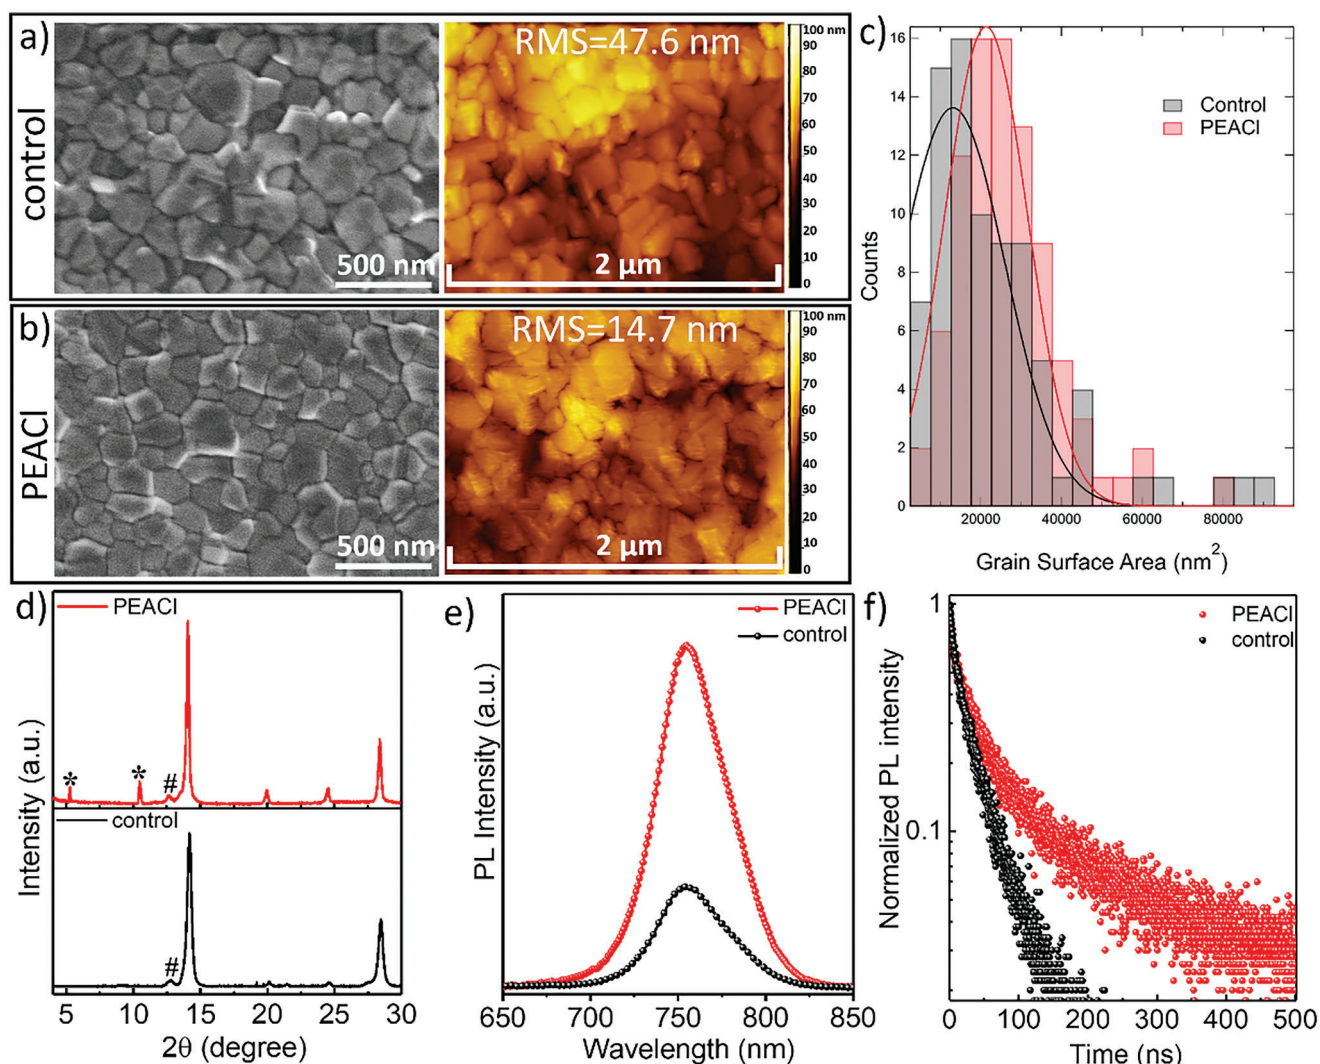 a)
control
500 nm
RMS=47.6 nm
2 µm
100 nm
90
80
70
60
50
40
30
20
10
0
b)
PEACl
500 nm
RMS=14.7 nm
2 µm
100 nm
90
80
70
60
50
40
30
20
10
0
c)
Counts
16
14
12
10
8
6
4
2
0
Control
PEACl
20000 40000 60000 80000
Grain Surface Area (nm²)
d)
Intensity (a.u.)
PEACl
* * #
control
#
5 10 15 20 25 30
2θ (degree)
e)
PL Intensity (a.u.)
PEACl
control
650 700 750 800 850
Wavelength (nm)
f)
Normalized PL intensity
1
0.1
PEACl
control
0 100 200 300 400 500
Time (ns)